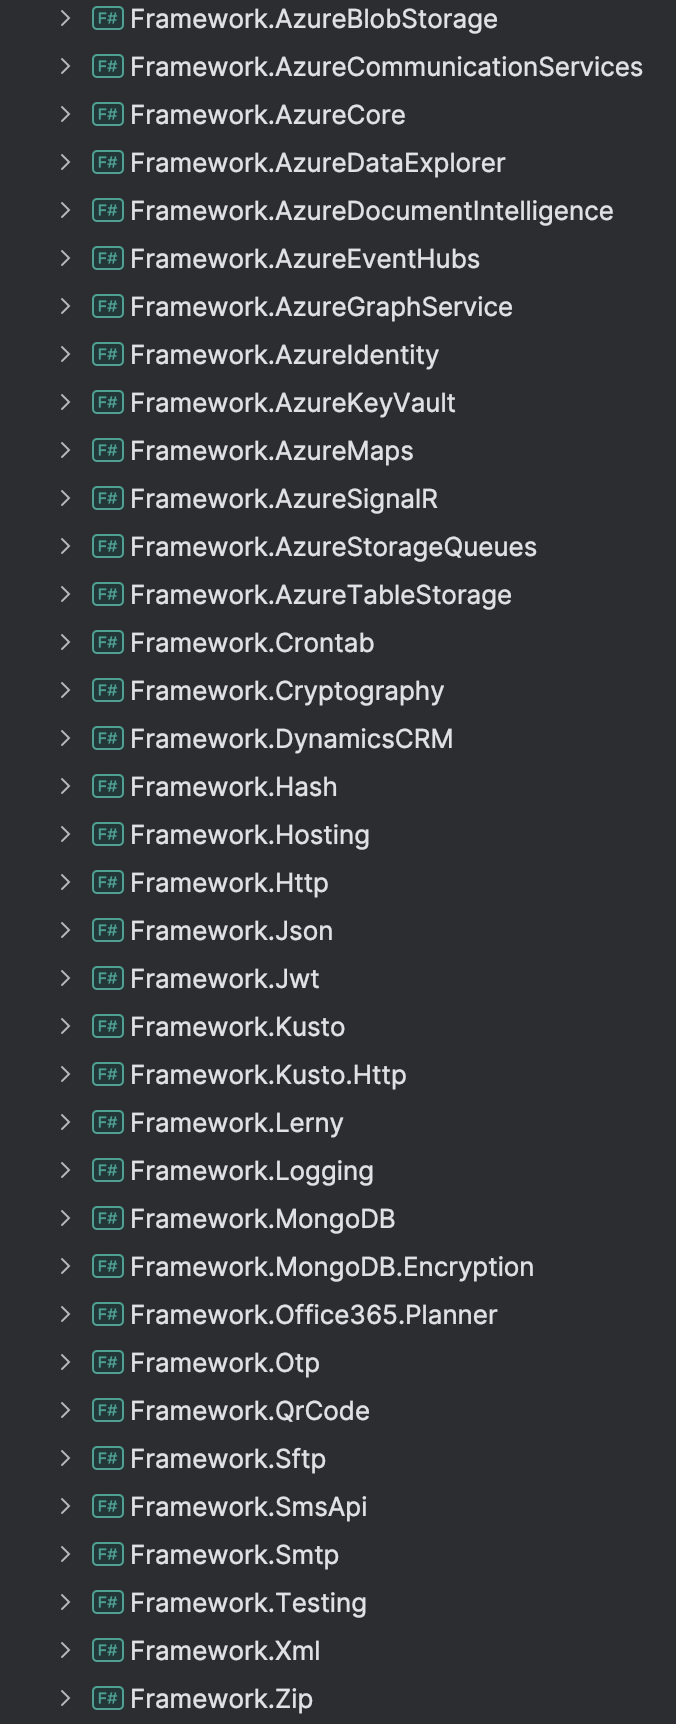 F# Framework.AzureBlobStorage
F# Framework.AzureCommunicationServices
F# Framework.AzureCore
F# Framework.AzureDataExplorer
F# Framework.AzureDocumentIntelligence
F# Framework.AzureEventHubs
F# Framework.AzureGraphService
F# Framework.AzureIdentity
F# Framework.AzureKeyVault
F# Framework.AzureMaps
F# Framework.AzureSignalR
F# Framework.AzureStorageQueues
F# Framework.AzureTableStorage
F# Framework.Crontab
F# Framework.Cryptography
F# Framework.DynamicsCRM
F# Framework.Hash
F# Framework.Hosting
F# Framework.Http
F# Framework.Json
F# Framework.Jwt
F# Framework.Kusto
F# Framework.Kusto.Http
F# Framework.Lerny
F# Framework.Logging
F# Framework.MongoDB
F# Framework.MongoDB.Encryption
F# Framework.Office365.Planner
F# Framework.Otp
F# Framework.QrCode
F# Framework.Sftp
F# Framework.SmsApi
F# Framework.Smtp
F# Framework.Testing
F# Framework.Xml
F# Framework.Zip